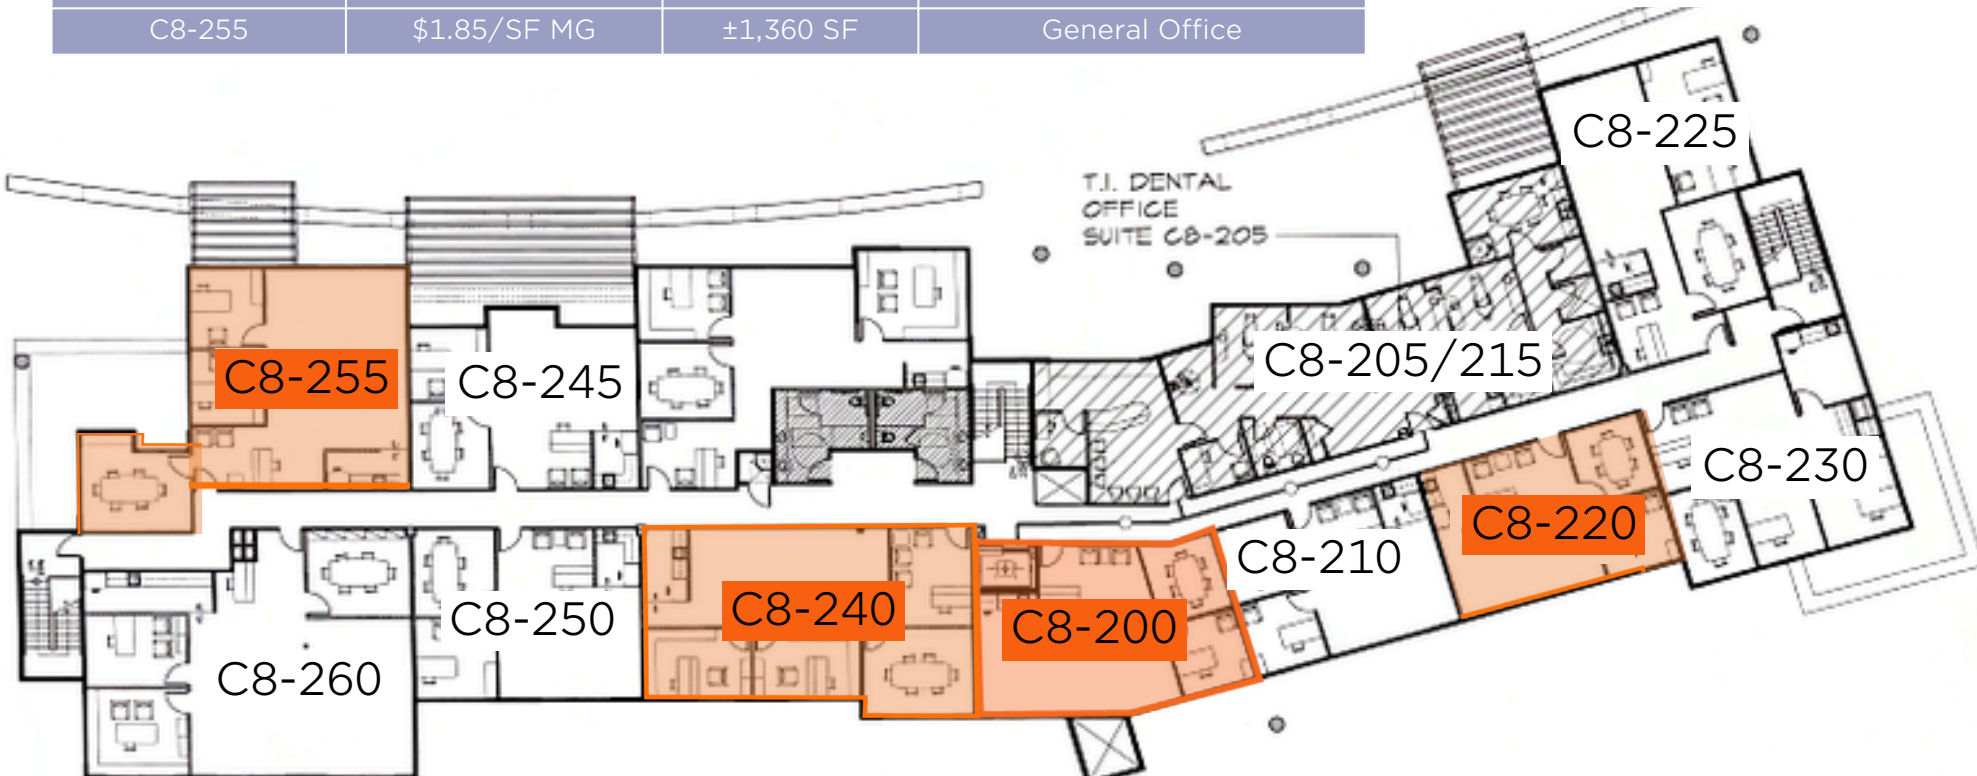 C8-255 $1.85/SF MG ±1,360 SF General Office
C8-225
T.I. DENTAL
OFFICE
SUITE C8-205
C8-205/215
C8-255
C8-245
C8-230
C8-220
C8-210
C8-240
C8-200
C8-250
C8-260